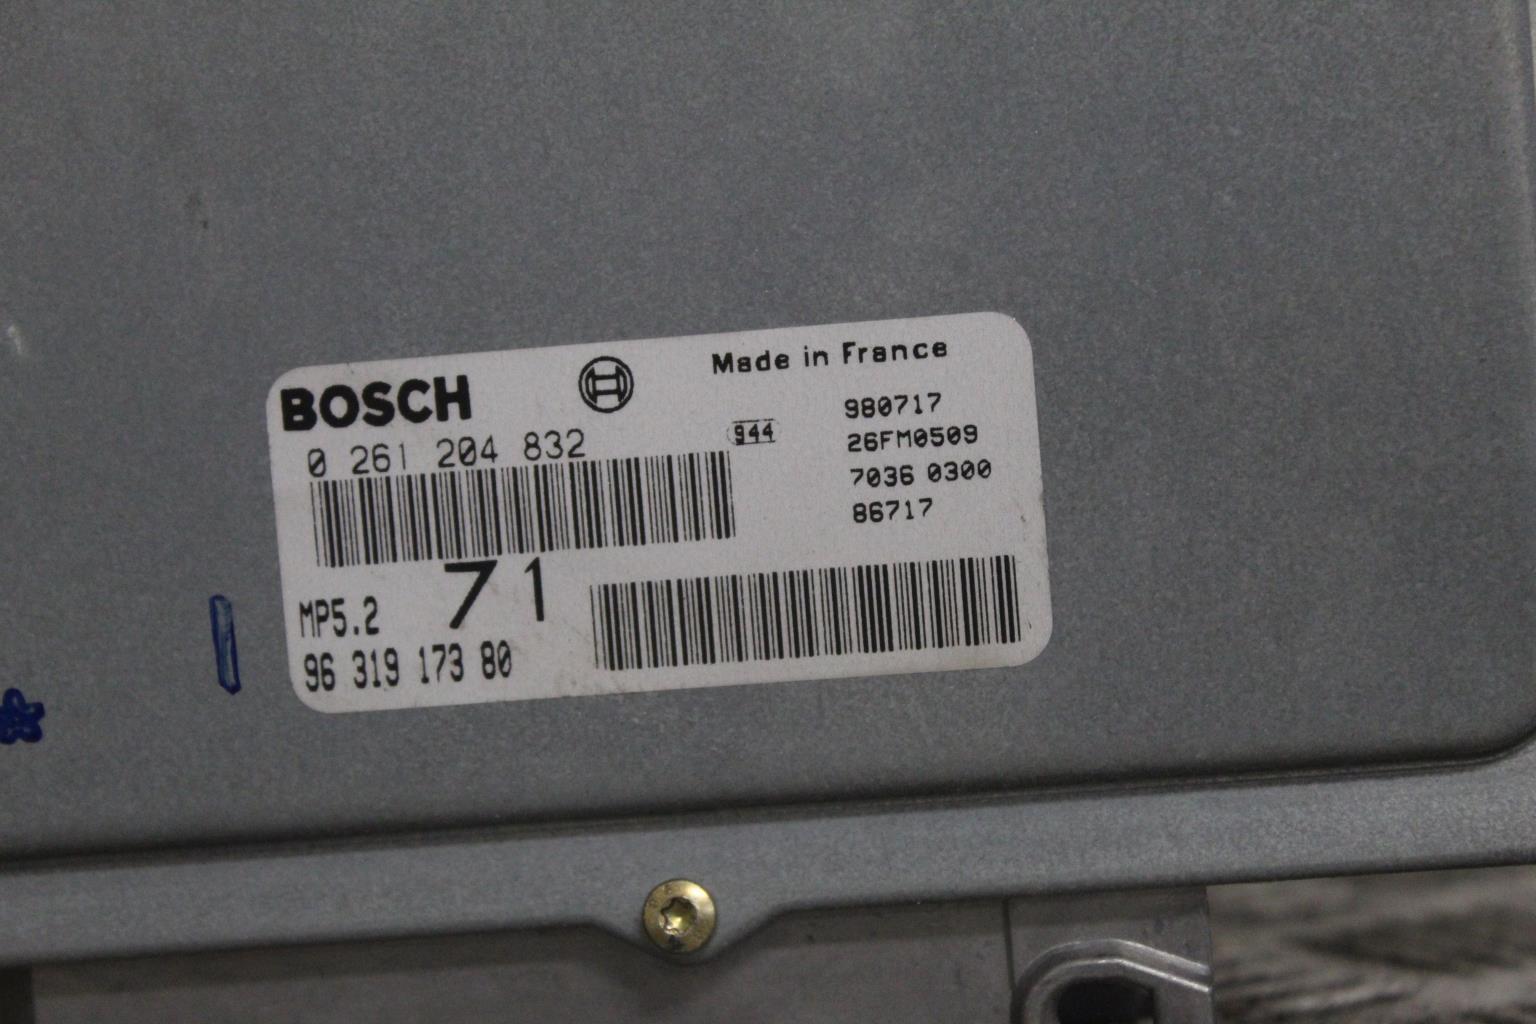 BOSCH
Made in France
0 261 204 832
944
980717
26FM0509
7036 0300
86717
71
MP5.2
96 319 173 80